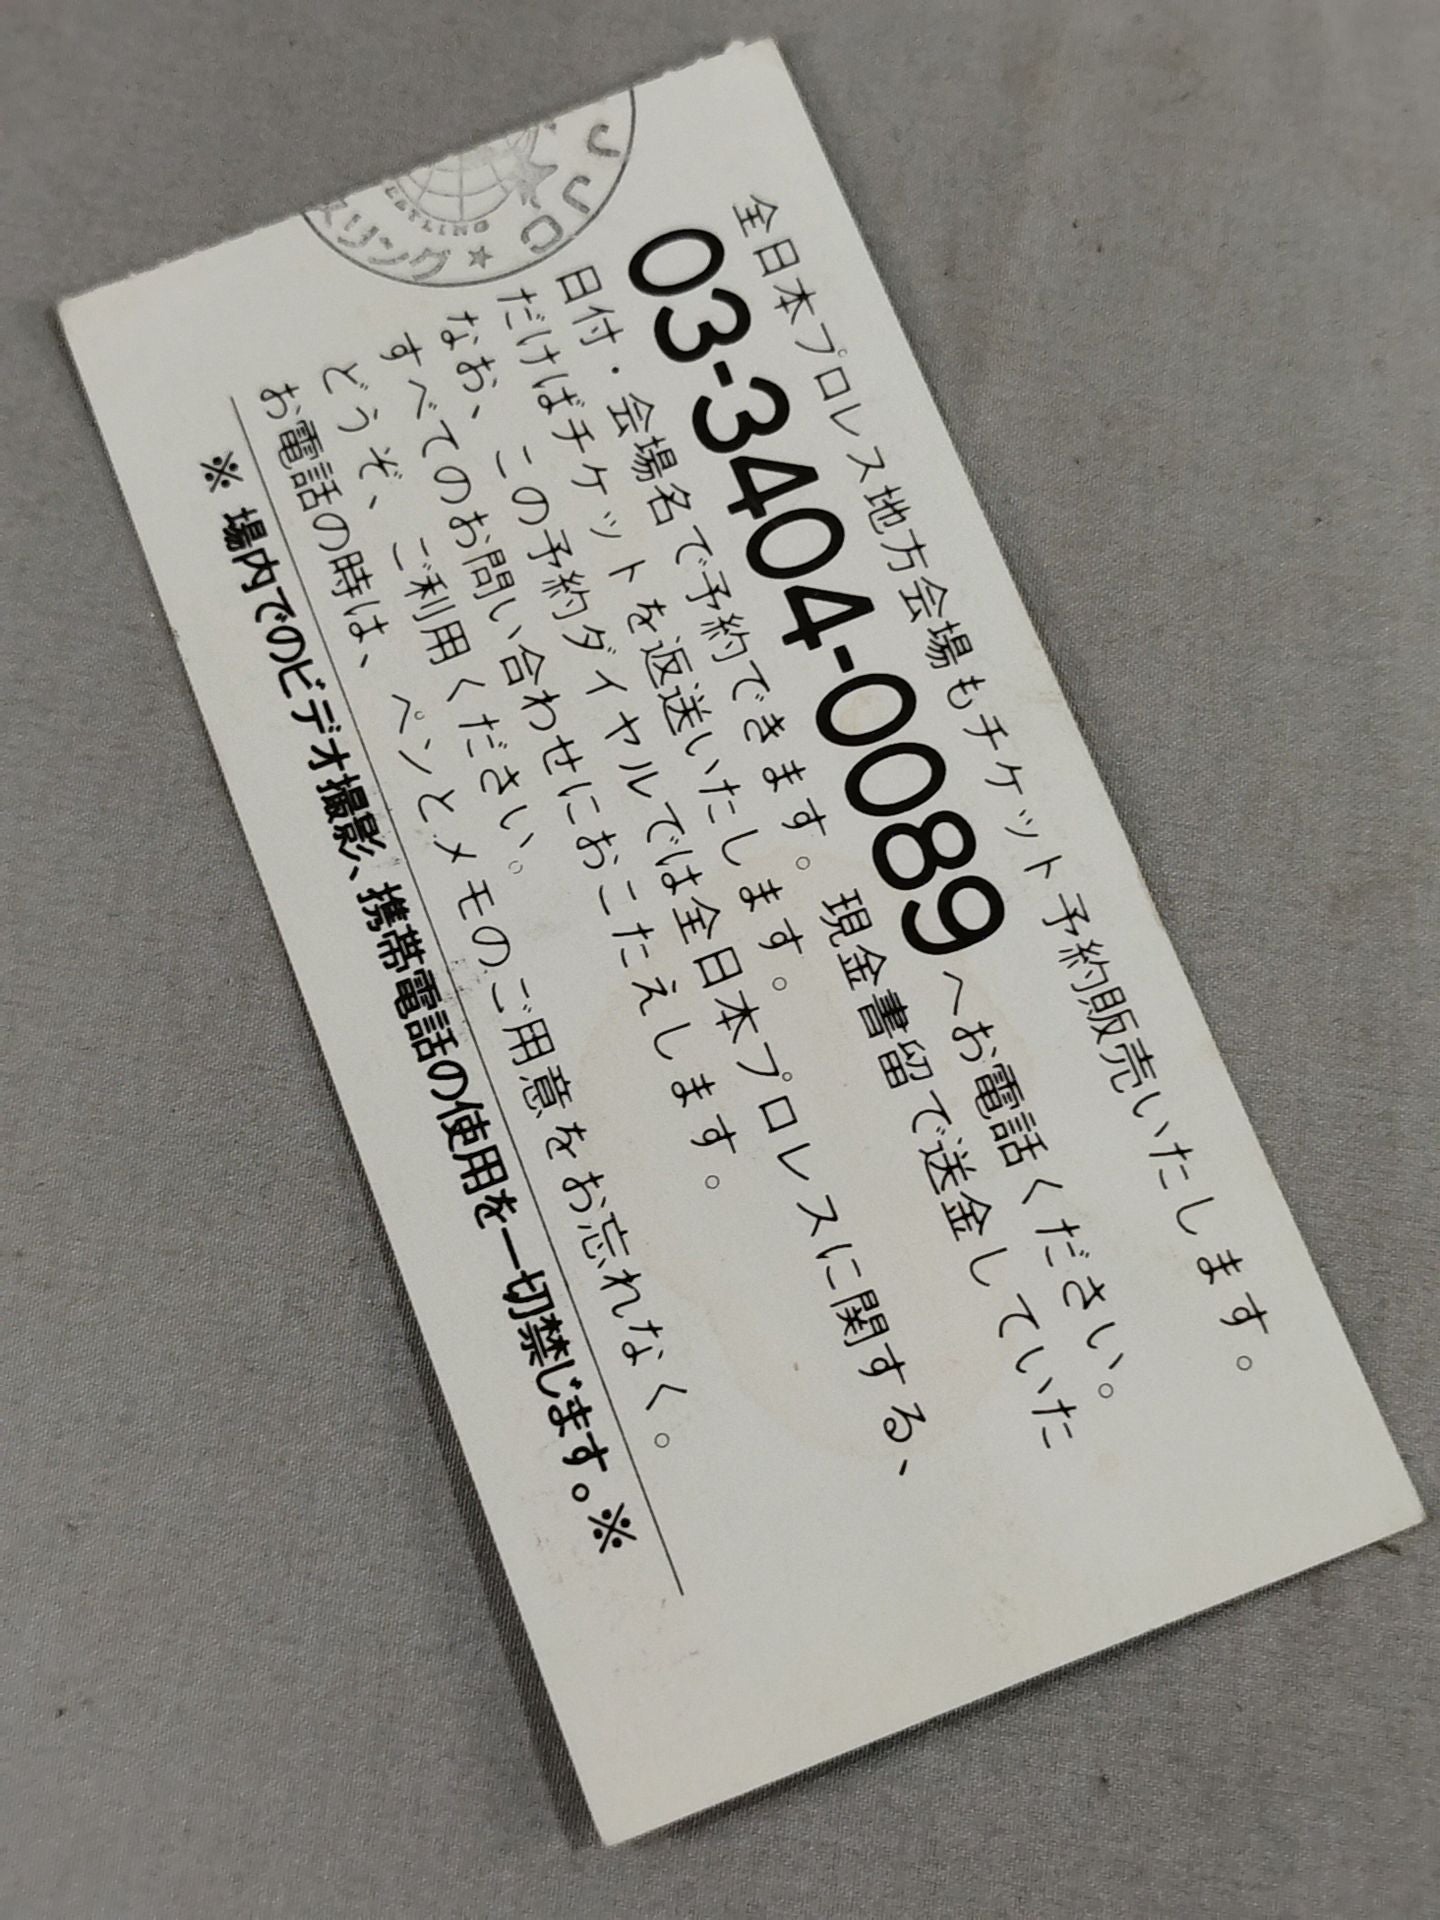 全日本プロレス地方会場もチケット予約販売いたします。
03-3404-0089へお電話ください。
日付・会場名で予約できます。現金書留で送金していた
だけばチケットを返送いたします。
なお、この予約ダイヤルでは全日本プロレスに関する、
すべてのお問い合わせにおこたえします。
どうぞ、ご利用ください。
お電話の時は、ペンとメモのご用意をお忘れなく。
※場内でのビデオ撮影、携帯電話の使用を一切禁じます。※